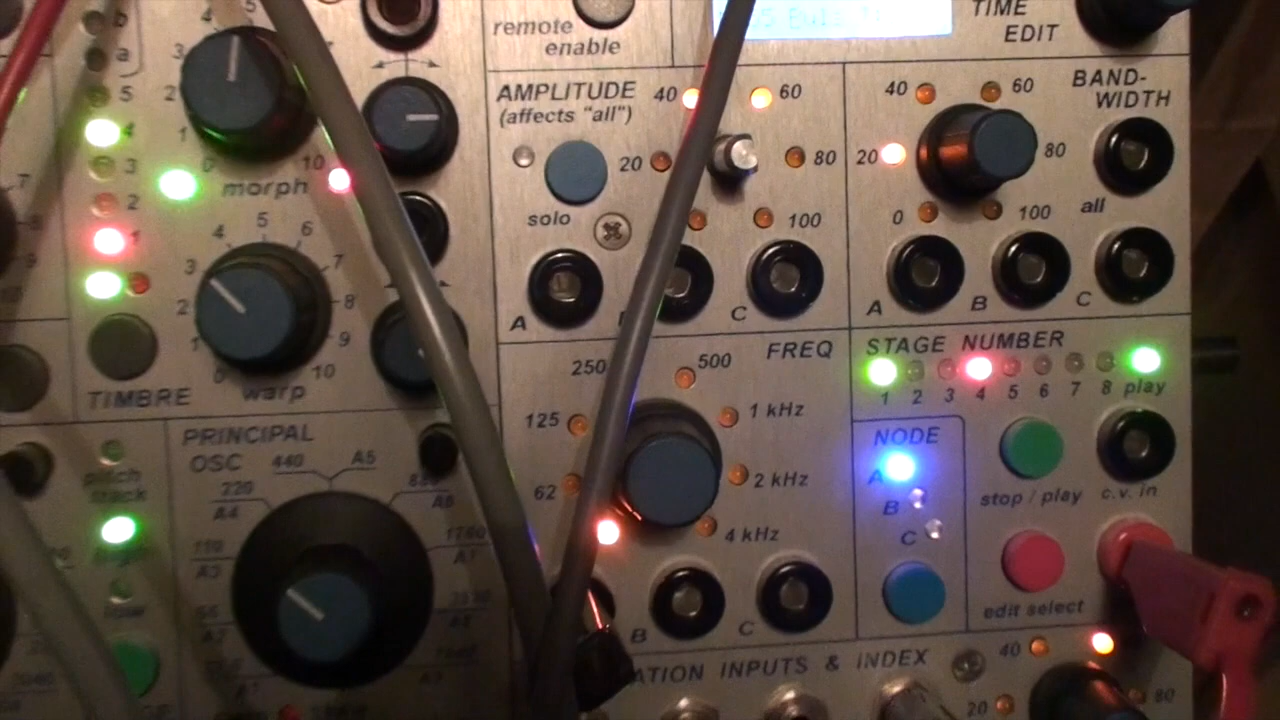 remote
enable
TIME
EDIT
a
5
4
3
2
1
4
3
2
1
0
10
morph
5
4
6
3
7
2
8
1
9
0
10
warp
TIMBRE
AMPLITUDE
(affects "all")
40
60
20
80
100
solo
A
C
BAND-
WIDTH
40
60
20
80
0
100
all
A
B
C
FREQ
250
500
125
1 kHz
62
2 kHz
4 kHz
B
C
STAGE NUMBER
1 2 3 4 5 6 7 8 play
NODE
A
B
C
stop / play
c.v. in
edit select
PRINCIPAL
OSC
440
A5
220
A4
A6
1760
110
A3
pitch
track
ATION INPUTS & INDEX
40
20
80